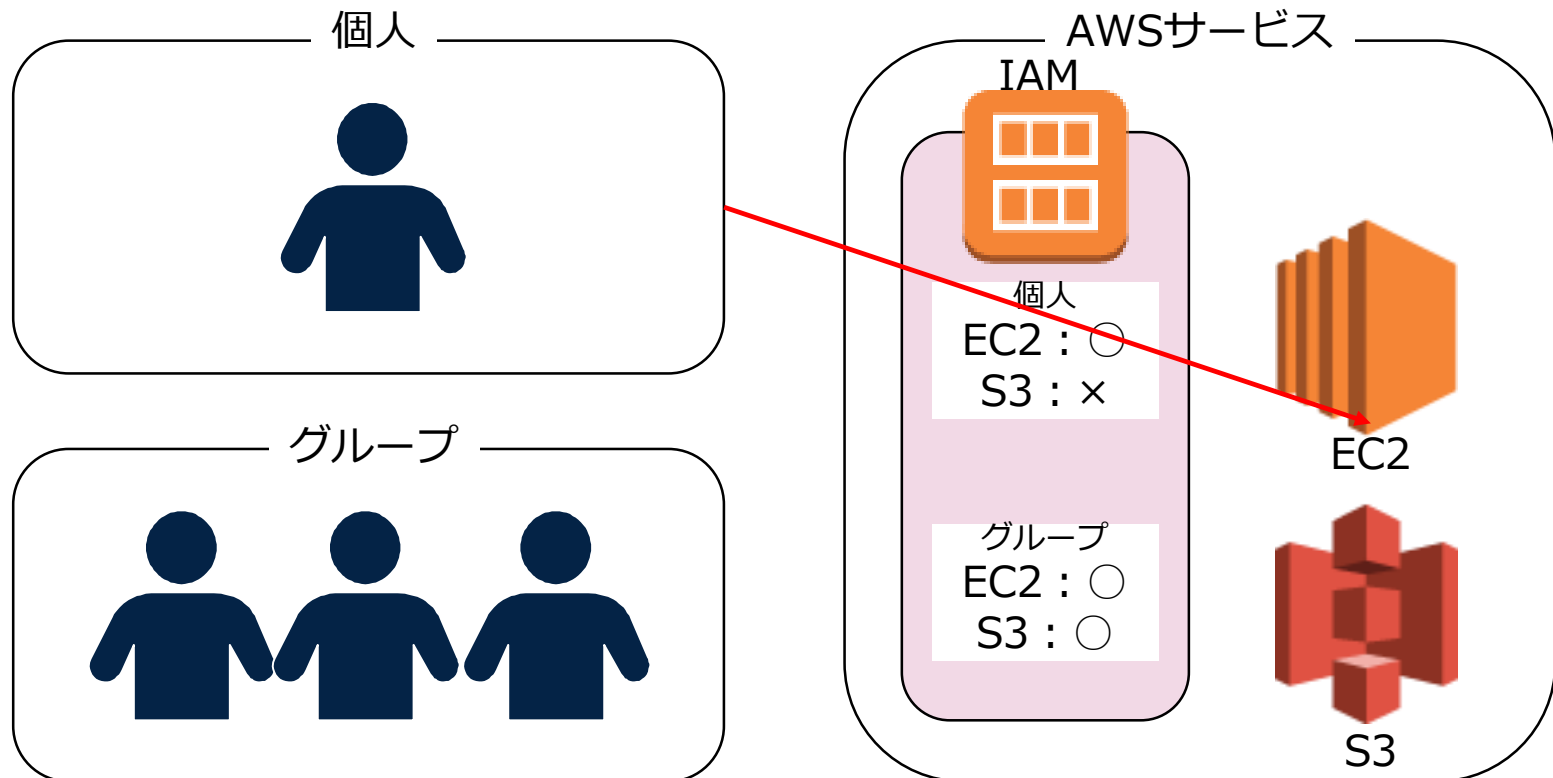 個人
グループ
AWSサービス
IAM
個人
EC2：○
S3：×
グループ
EC2：○
S3：○
EC2
S3